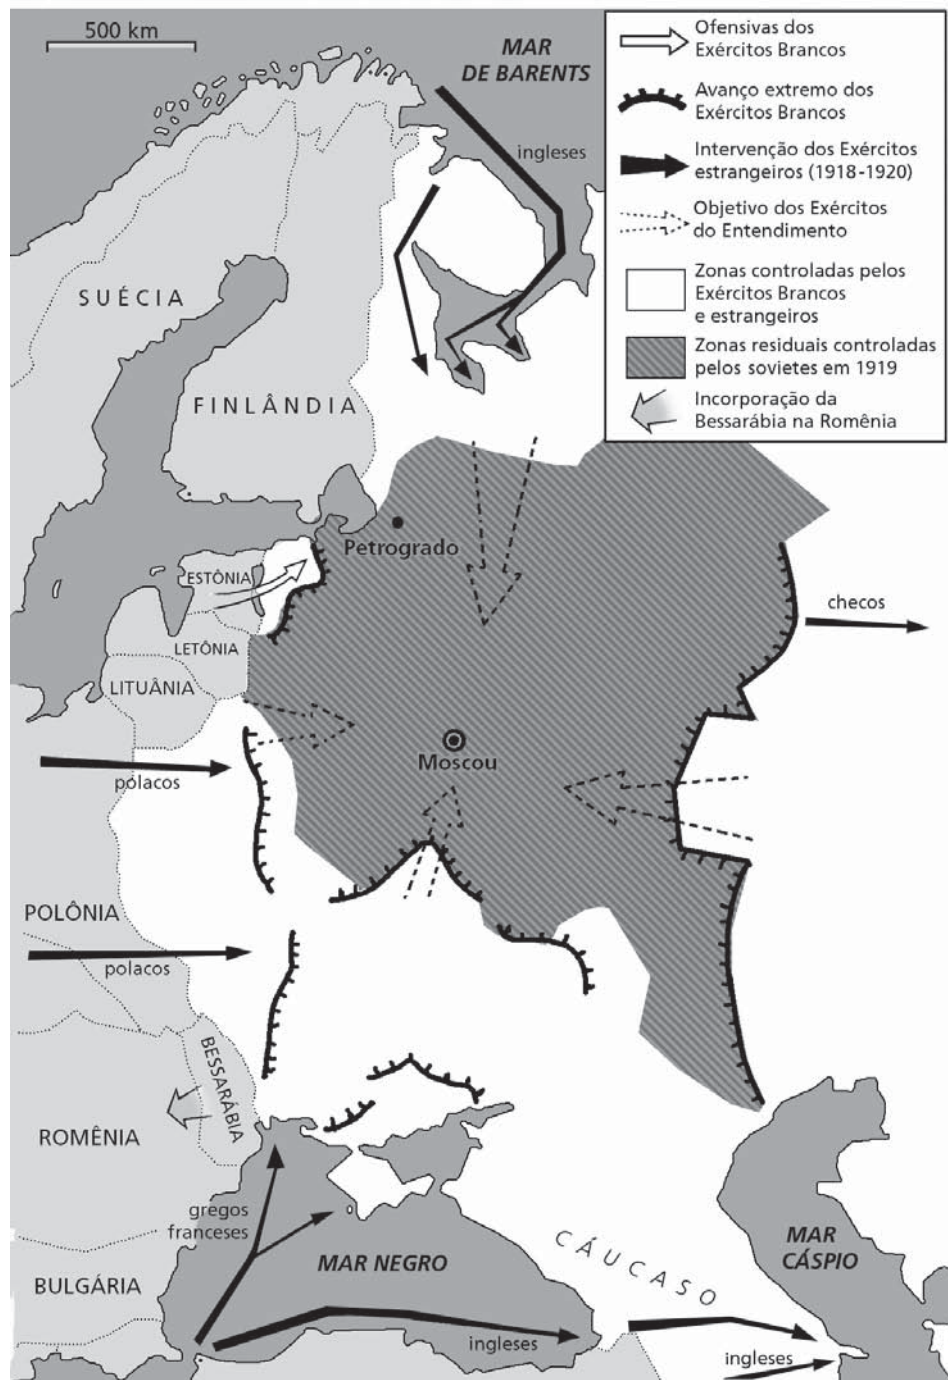 500 km
MAR
DE BARENTS
Ofensivas dos
Exércitos Brancos
Avanço extremo dos
Exércitos Brancos
Intervenção dos Exércitos
estrangeiros (1918-1920)
Objetivo dos Exércitos
do Entendimento
Zonas controladas pelos
Exércitos Brancos
e estrangeiros
Zonas residuais controladas
pelos sovietes em 1919
Incorporação da
Bessarábia na Romênia
ingleses
SUÉCIA
FINLÂNDIA
Petrogrado
ESTÔNIA
checos
LETÔNIA
LITUÂNIA
Moscou
polacos
POLÔNIA
polacos
BESSARÁBIA
ROMÊNIA
gregos
franceses
MAR NEGRO
CÁUCASO
MAR
CÁSPIO
BULGÁRIA
ingleses
ingleses